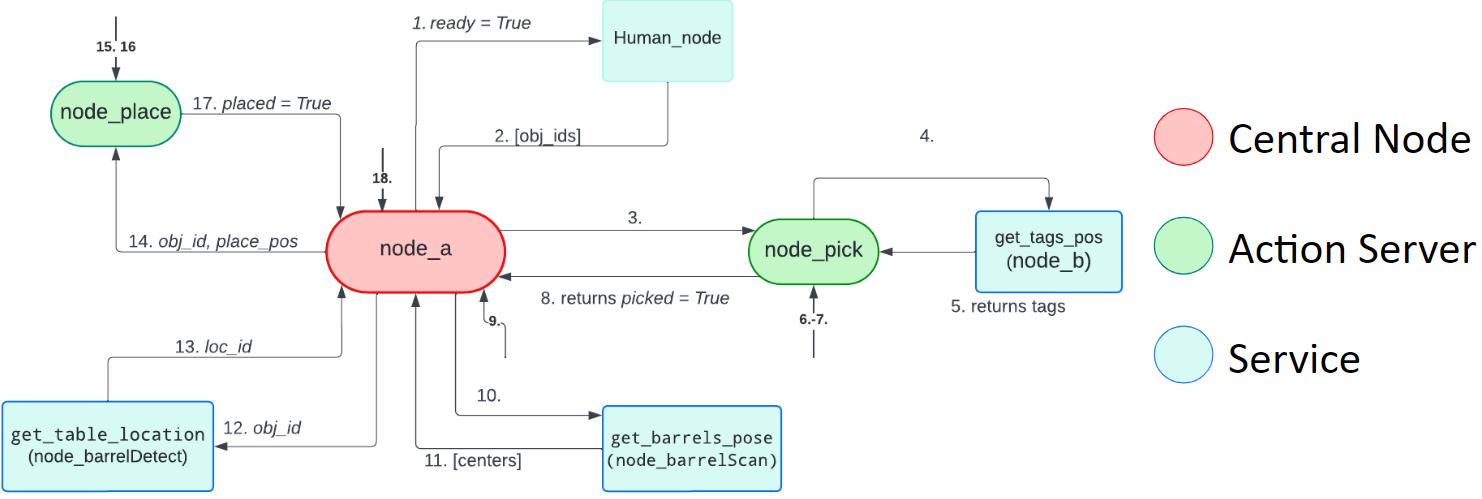 1. ready = True
Human_node
15. 16
node_place
17. placed = True
2. [obj_ids]
4.
Central Node
18.
3.
14. obj_id, place_pos
node_a
node_pick
get_tags_pos
(node_b)
Action Server
8. returns picked = True
9.
6.-7.
5. returns tags
13. loc_id
Service
10.
get_table_location
(node_barrelDetect)
12. obj_id
11. [centers]
get_barrels_pose
(node_barrelScan)